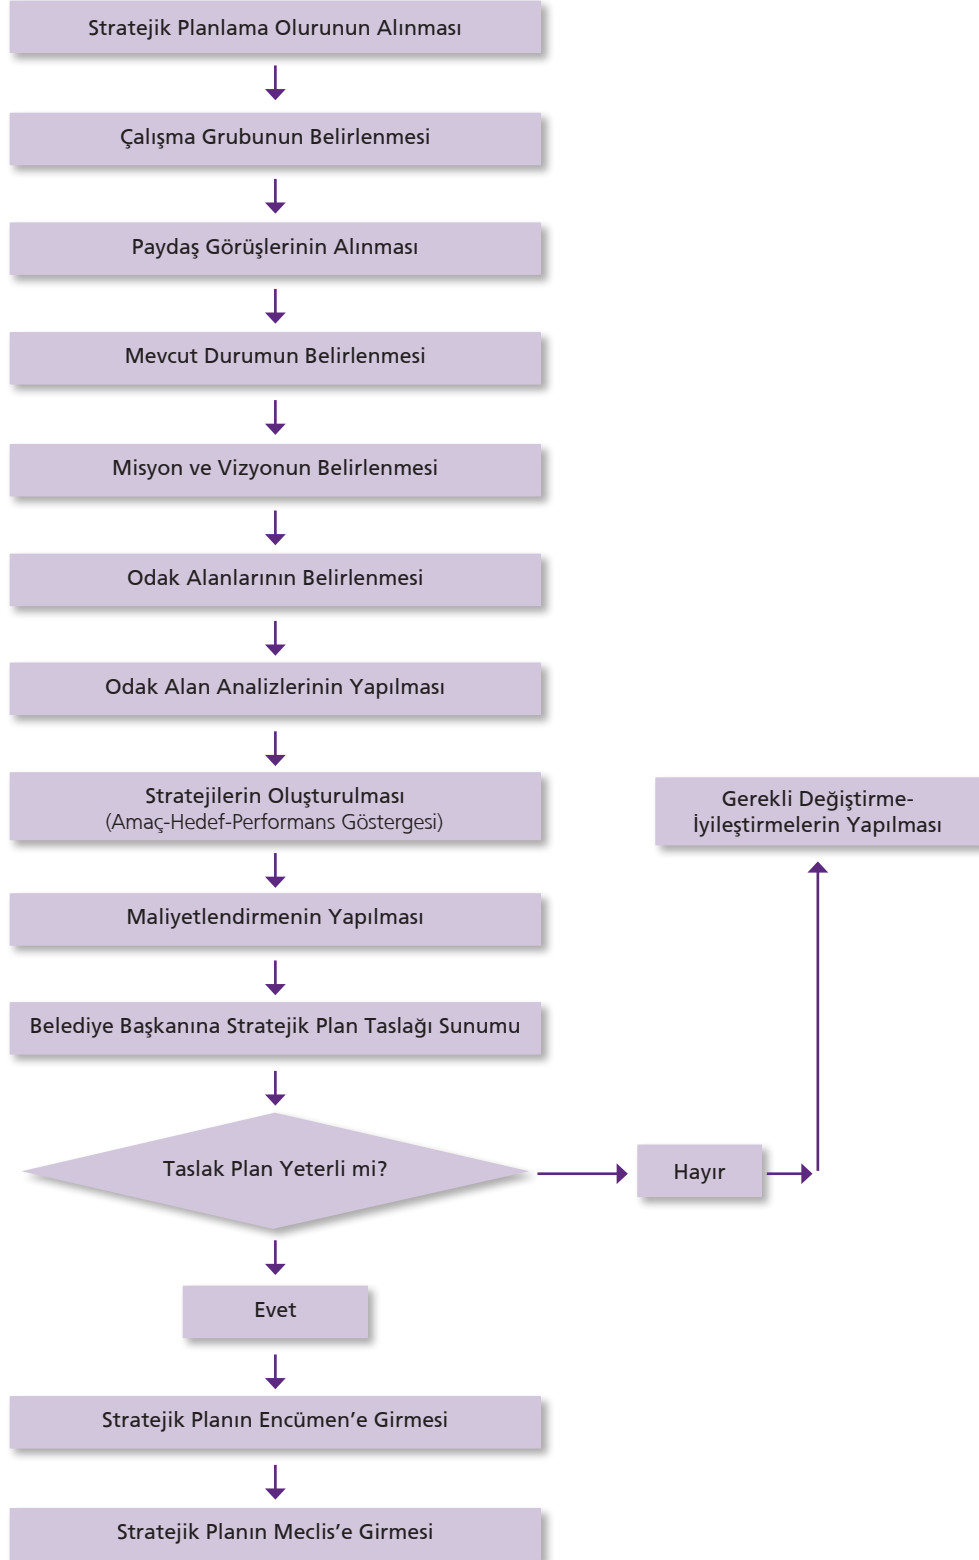 Stratejik Planlama Olurunun Alınması
Çalışma Grubunun Belirlenmesi
Paydaş Görüşlerinin Alınması
Mevcut Durumun Belirlenmesi
Misyon ve Vizyonun Belirlenmesi
Odak Alanlarının Belirlenmesi
Odak Alan Analizlerinin Yapılması
Stratejilerin Oluşturulması
(Amaç-Hedef-Performans Göstergesi)
Gerekli Değiştirme-
İyileştirmelerin Yapılması
Maliyetlendirmenin Yapılması
Belediye Başkanına Stratejik Plan Taslağı Sunumu
Taslak Plan Yeterli mi?
Hayır
Evet
Stratejik Planın Encümen’e Girmesi
Stratejik Planın Meclis’e Girmesi